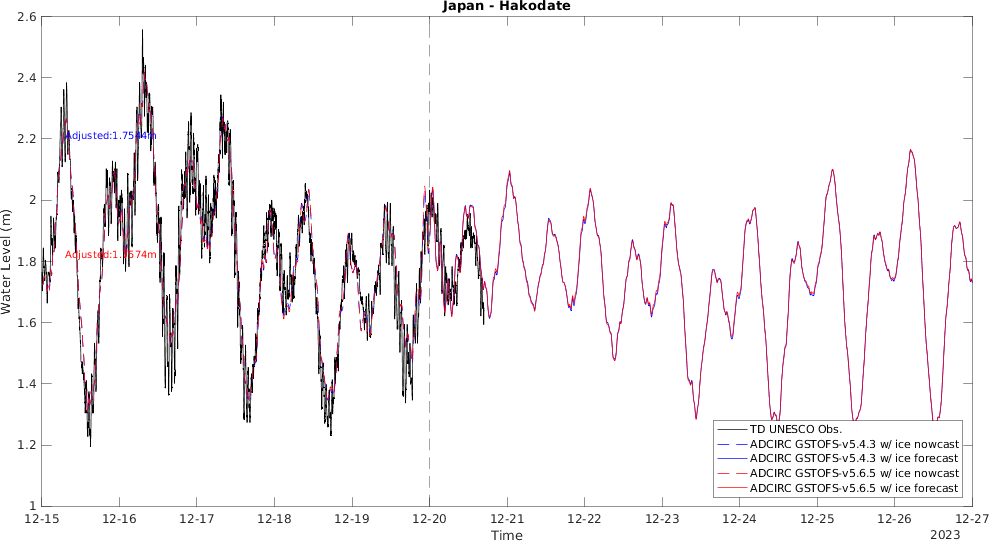 Japan - Hakodate
2.6
2.4
2.2
2
1.8
1.6
1.4
1.2
1
Water Level (m)
Adjusted:1.7544m
Adjusted:1.7574m
TD UNESCO Obs.
ADCIRC GSTOFS-v5.4.3 w/ ice nowcast
ADCIRC GSTOFS-v5.4.3 w/ ice forecast
ADCIRC GSTOFS-v5.6.5 w/ ice nowcast
ADCIRC GSTOFS-v5.6.5 w/ ice forecast
12-15 12-16 12-17 12-18 12-19 12-20 12-21 12-22 12-23 12-24 12-25 12-26 12-27
Time
2023